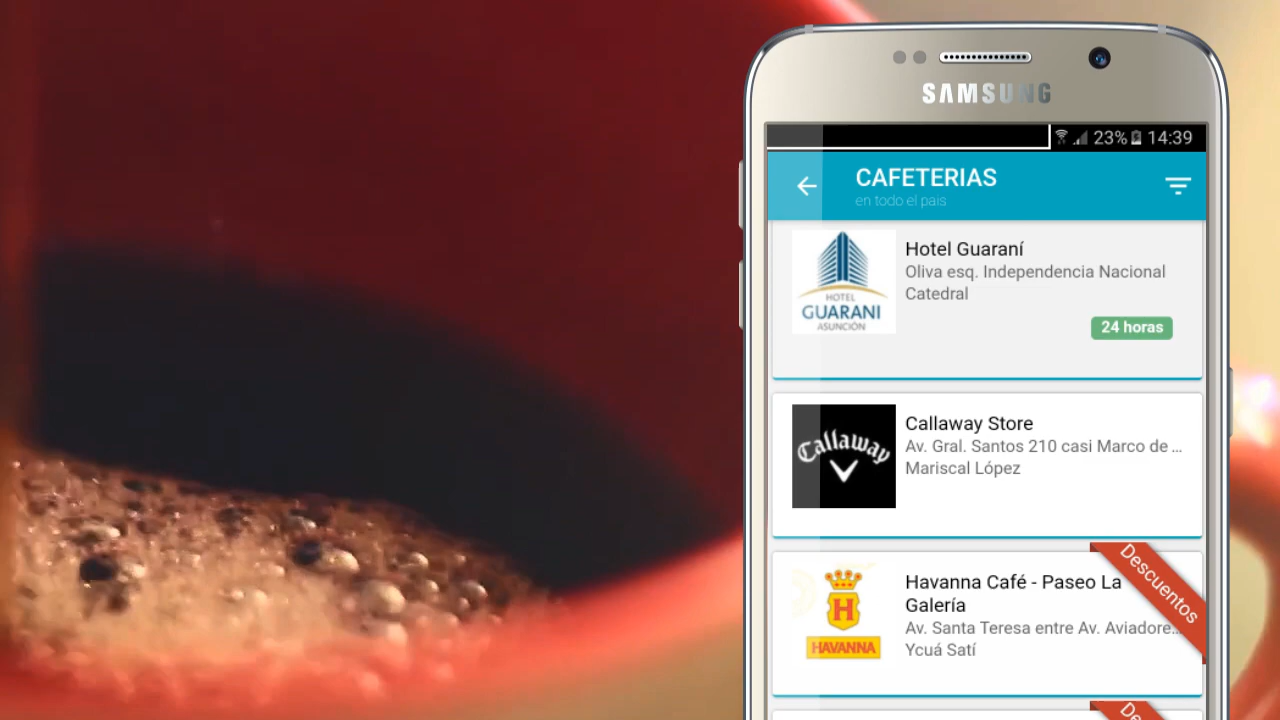 SAMSUNG
23% 14:39
CAFETERIAS
en todo el pais
HOTEL
GUARANI
ASUNCIÓN
Hotel Guaraní
Oliva esq. Independencia Nacional
Catedral
24 horas
Callaway
Callaway Store
Av. Gral. Santos 210 casi Marco de ...
Mariscal López
H
HAVANNA
Havanna Café - Paseo La
Galería
Av. Santa Teresa entre Av. Aviadore...
Ycuá Satí
Descuentos
De